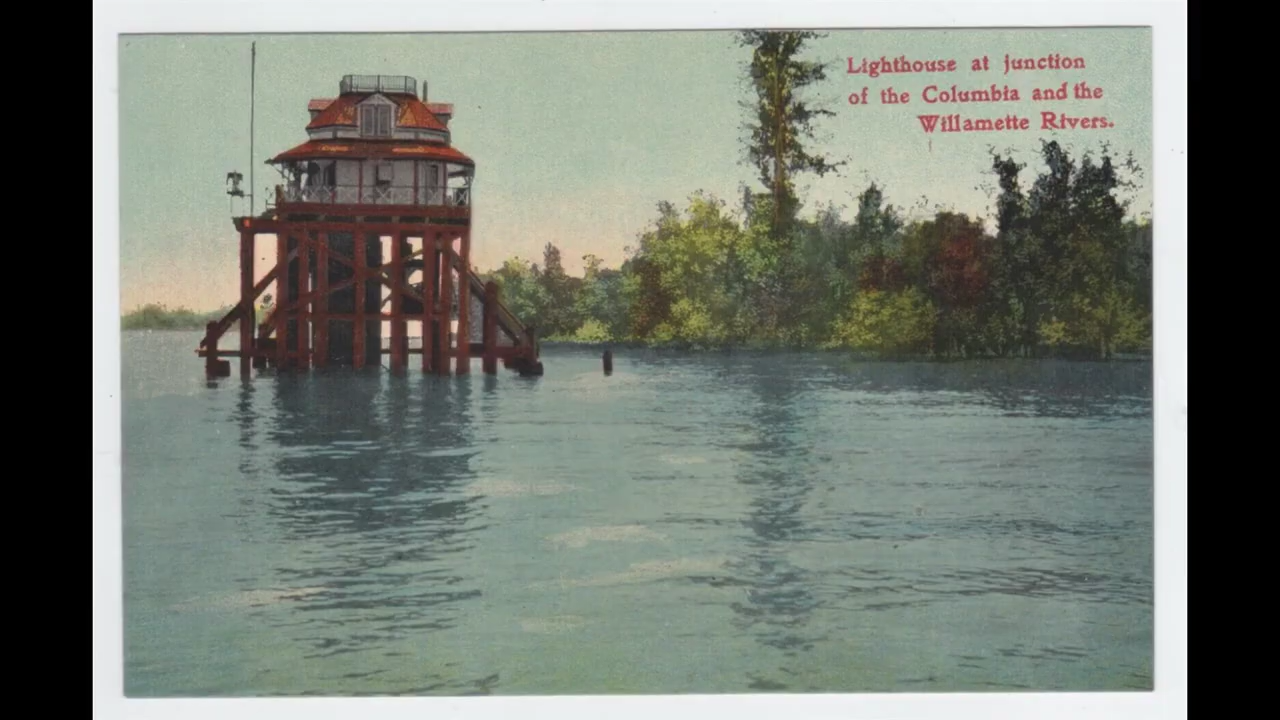 Lighthouse at junction
of the Columbia and the
Willamette Rivers.